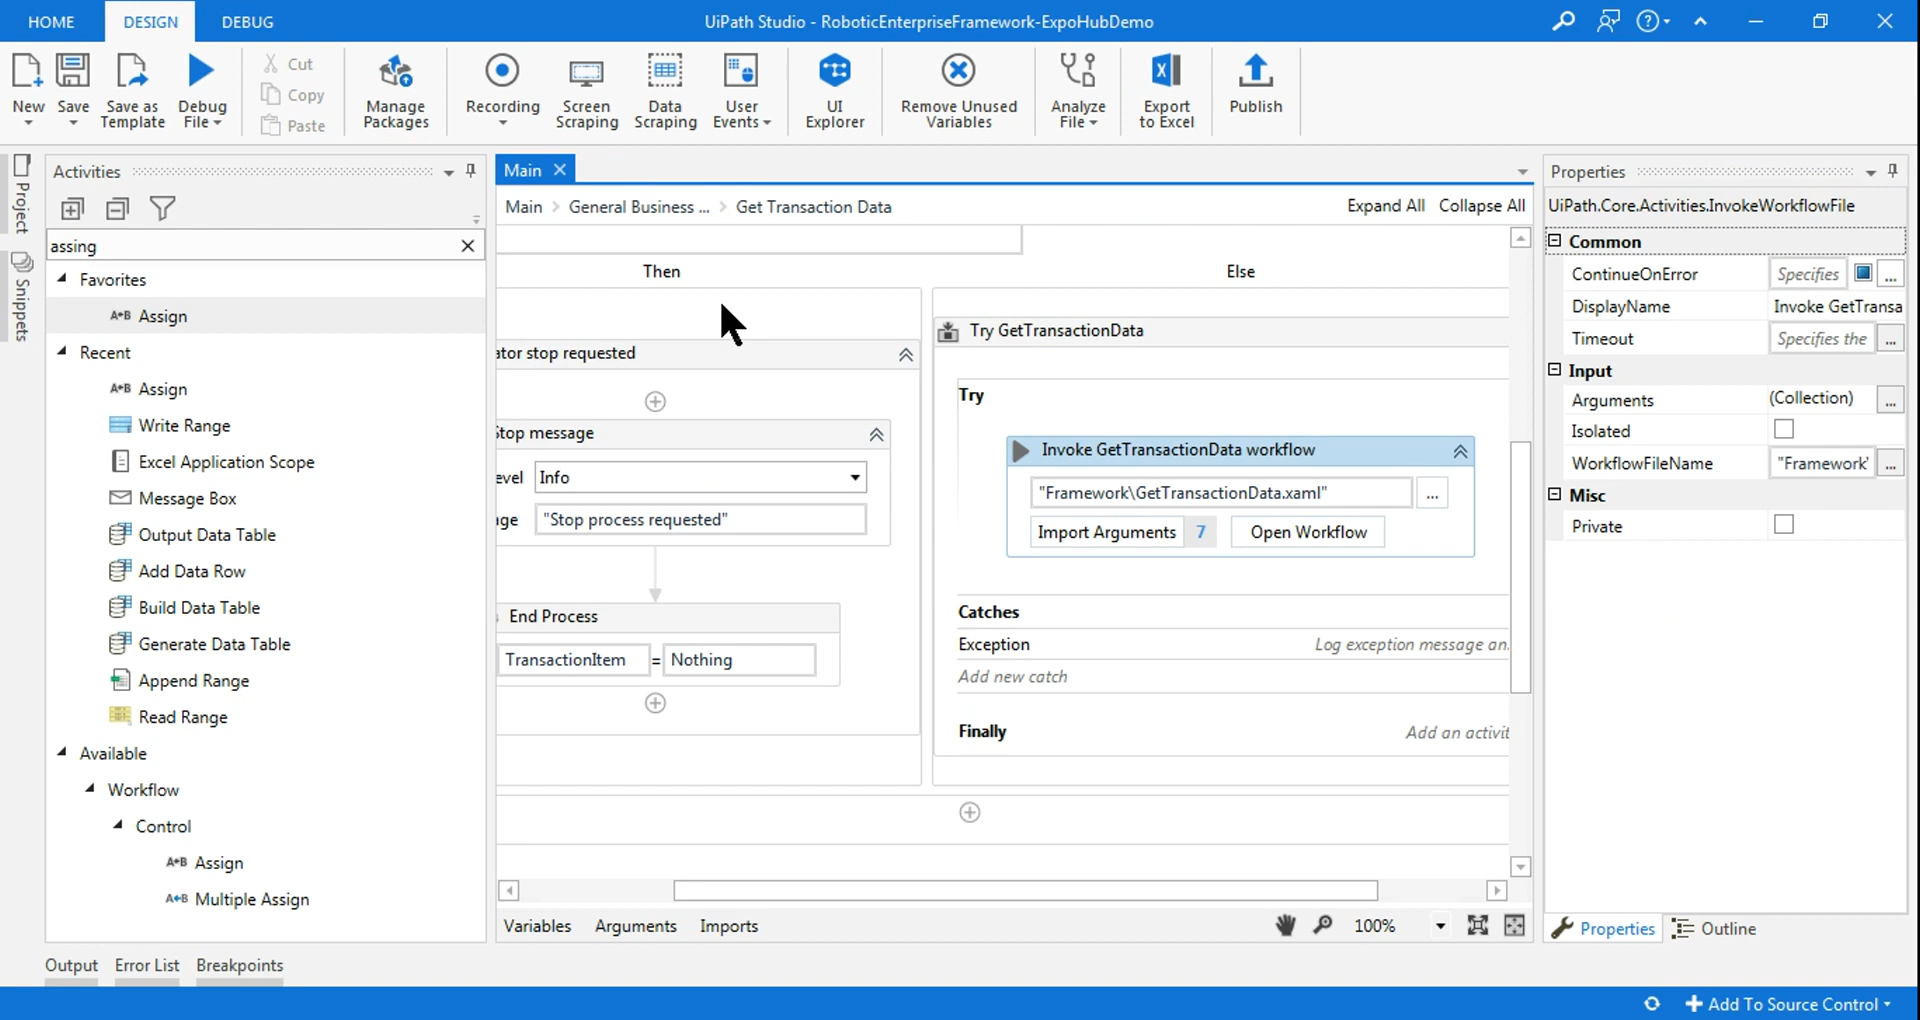 HOME DESIGN DEBUG UiPath Studio - RoboticEnterpriseFramework-ExpoHubDemo
New
Save
Save as Template
Debug File
Cut
Copy
Paste
Manage Packages
Recording
Screen Scraping
Data Scraping
User Events
UI Explorer
Remove Unused Variables
Analyze File
Export to Excel
Publish
Project
Snippets
Activities
assing
Favorites
A+B Assign
Recent
A+B Assign
Write Range
Excel Application Scope
Message Box
Output Data Table
Add Data Row
Build Data Table
Generate Data Table
Append Range
Read Range
Available
Workflow
Control
A+B Assign
A+B Multiple Assign
Main
Main > General Business ... > Get Transaction Data Expand All Collapse All
Then Else
ator stop requested
Stop message
evel Info
ge "Stop process requested"
End Process
TransactionItem = Nothing
Try GetTransactionData
Try
Invoke GetTransactionData workflow
"Framework\GetTransactionData.xaml" ...
Import Arguments 7 Open Workflow
Catches
Exception Log exception message an
Add new catch
Finally Add an activit
Variables Arguments Imports 100%
Properties
UiPath.Core.Activities.InvokeWorkflowFile
Common
ContinueOnError Specifies ...
DisplayName Invoke GetTransa
Timeout Specifies the ...
Input
Arguments (Collection) ...
Isolated
WorkflowFileName "Framework' ...
Misc
Private
Properties Outline
Output Error List Breakpoints
Add To Source Control